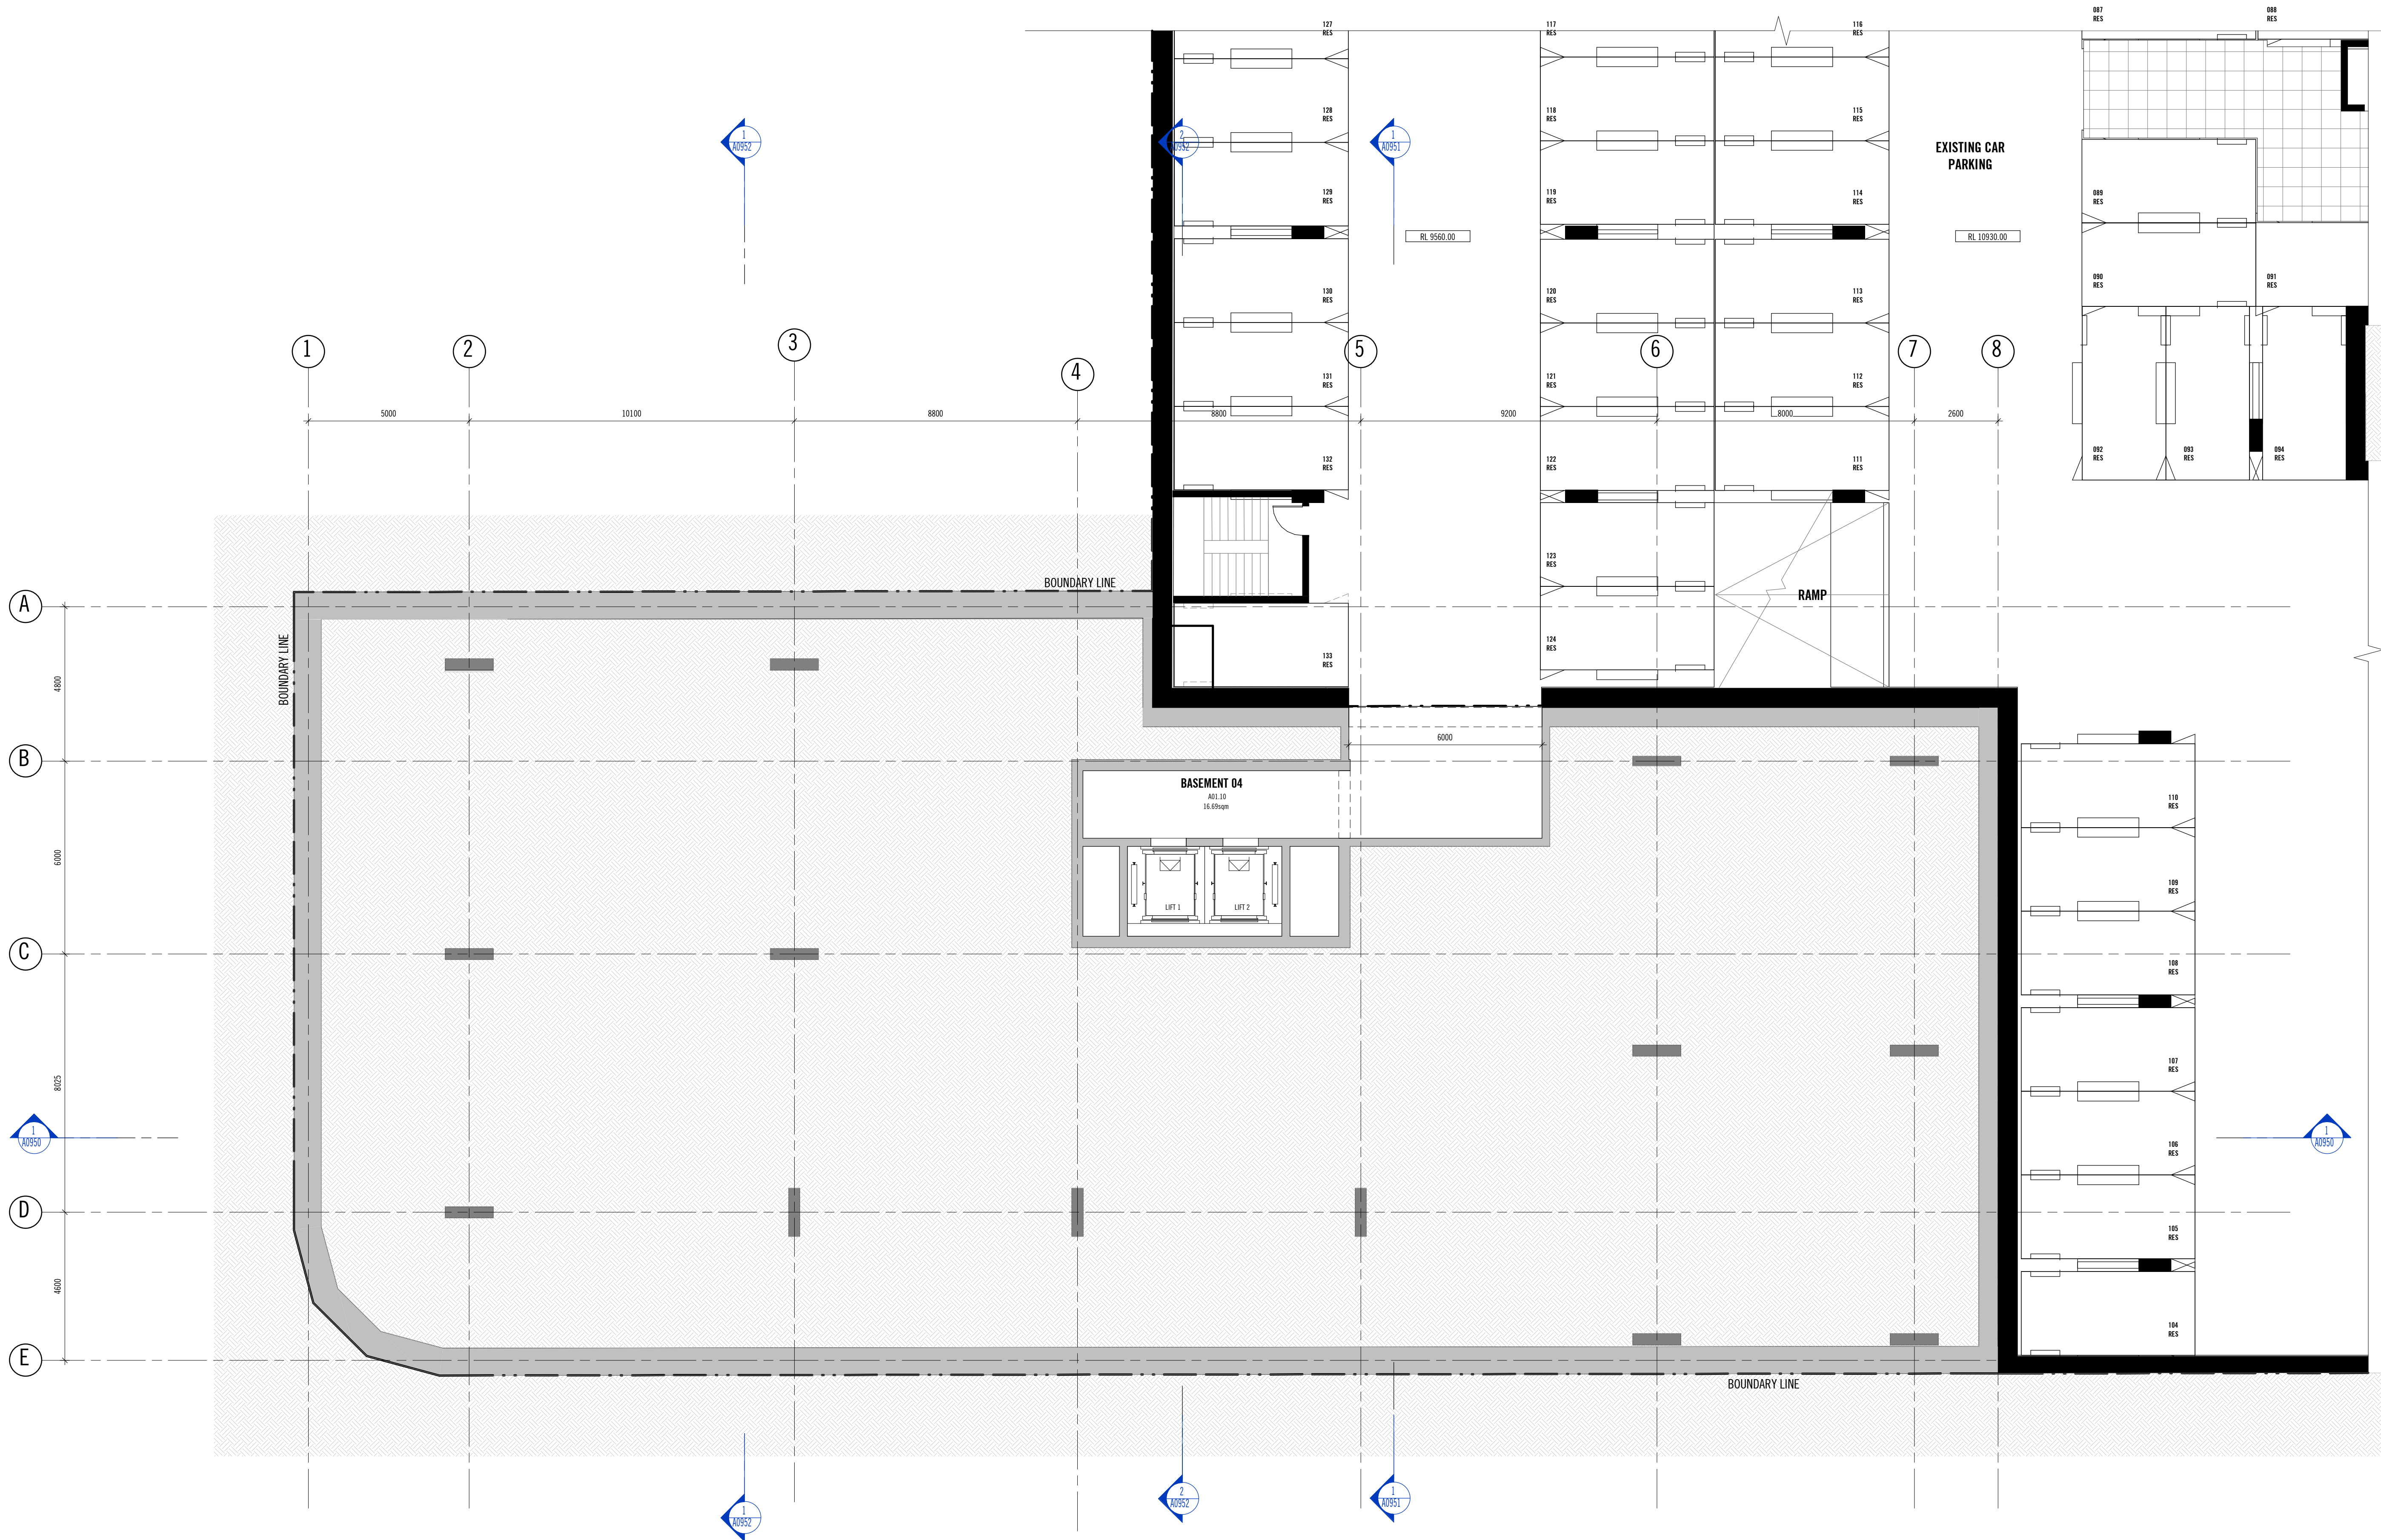 087
RES
088
RES
127
RES
117
RES
116
RES
128
RES
118
RES
115
RES
1
A0952
2
A0952
1
A0951
EXISTING CAR
PARKING
129
RES
119
RES
114
RES
089
RES
RL 9560.00
RL 10930.00
090
RES
091
RES
130
RES
120
RES
113
RES
1
2
3
4
5
6
7
8
131
RES
121
RES
112
RES
5000
10100
8800
8800
9200
8000
2600
092
RES
093
RES
094
RES
132
RES
122
RES
111
RES
123
RES
BOUNDARY LINE
RAMP
A
BOUNDARY LINE
124
RES
133
RES
4800
6000
B
BASEMENT 04
A01.10
16.69sqm
110
RES
6000
109
RES
LIFT 1
LIFT 2
C
108
RES
107
RES
8025
1
A0950
1
A0950
106
RES
D
105
RES
4600
104
RES
E
BOUNDARY LINE
1
A0952
2
A0952
1
A0951